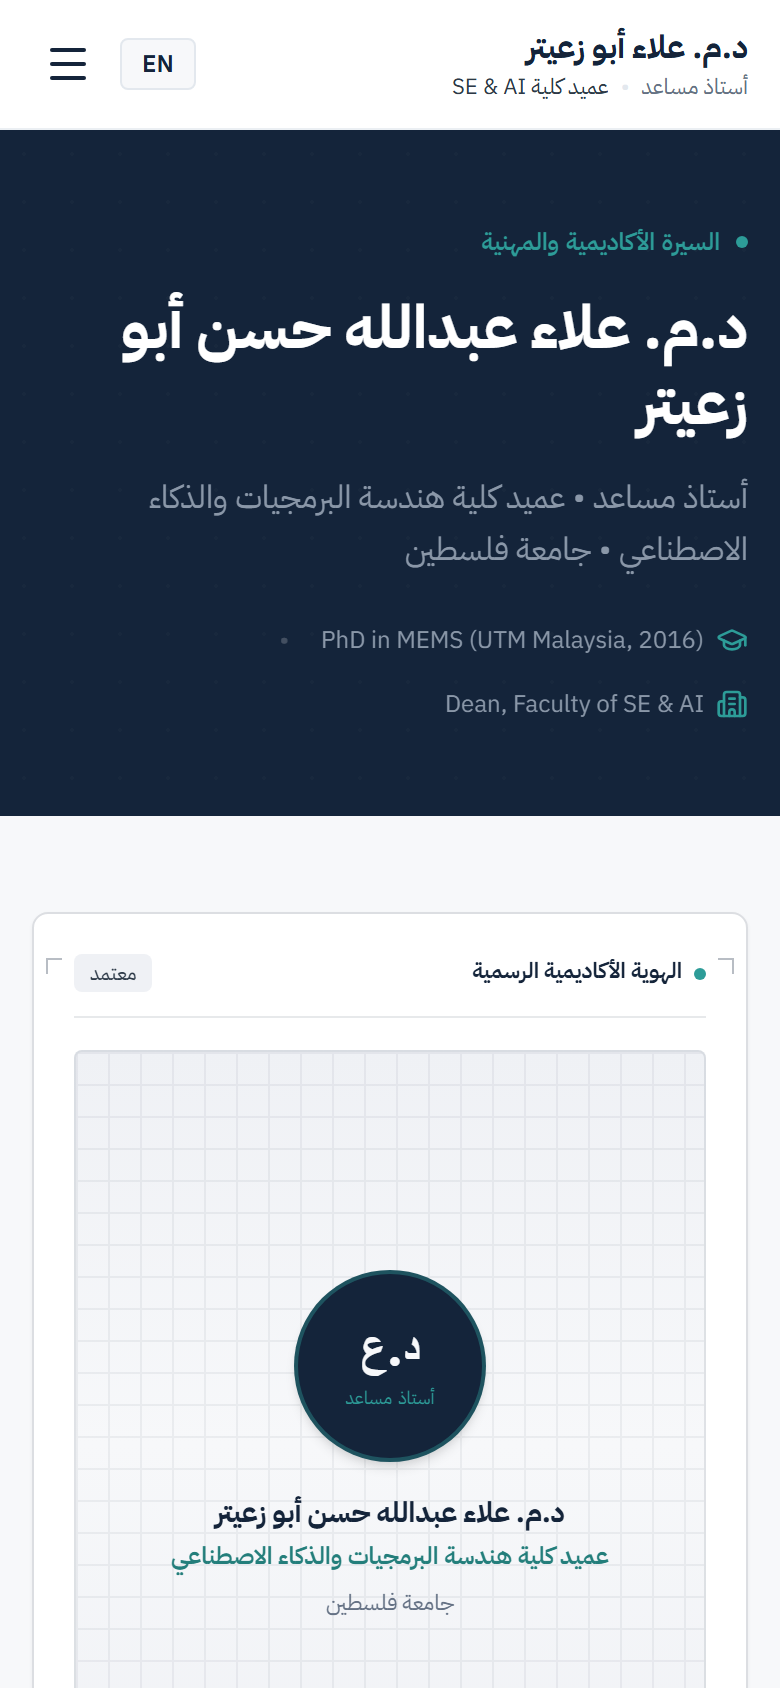 د.م. علاء أبو زعيتر
أستاذ مساعد • عميد كلية SE & AI
EN
السيرة الأكاديمية والمهنية
د.م. علاء عبدالله حسن أبو
زعيتر
أستاذ مساعد • عميد كلية هندسة البرمجيات والذكاء
الاصطناعي • جامعة فلسطين
PhD in MEMS (UTM Malaysia, 2016) •
Dean, Faculty of SE & AI
الهوية الأكاديمية الرسمية
معتمد
د.ع
أستاذ مساعد
د.م. علاء عبدالله حسن أبو زعيتر
عميد كلية هندسة البرمجيات والذكاء الاصطناعي
جامعة فلسطين